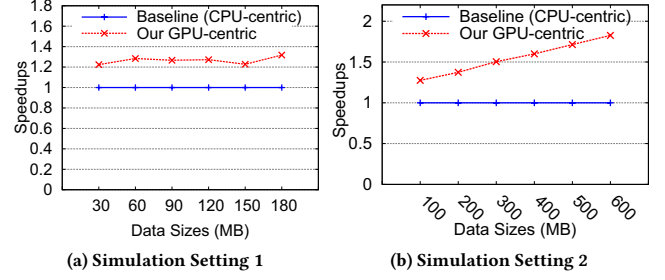 1.8
1.6
1.4
1.2
1
0.8
0.6
0.4
0.2
0
Speedups
Baseline (CPU-centric)
Our GPU-centric
30 60 90 120 150 180
Data Sizes (MB)
(a) Simulation Setting 1
2
1.5
1
0.5
0
Speedups
Baseline (CPU-centric)
Our GPU-centric
100 200 300 400 500 600
Data Sizes (MB)
(b) Simulation Setting 2